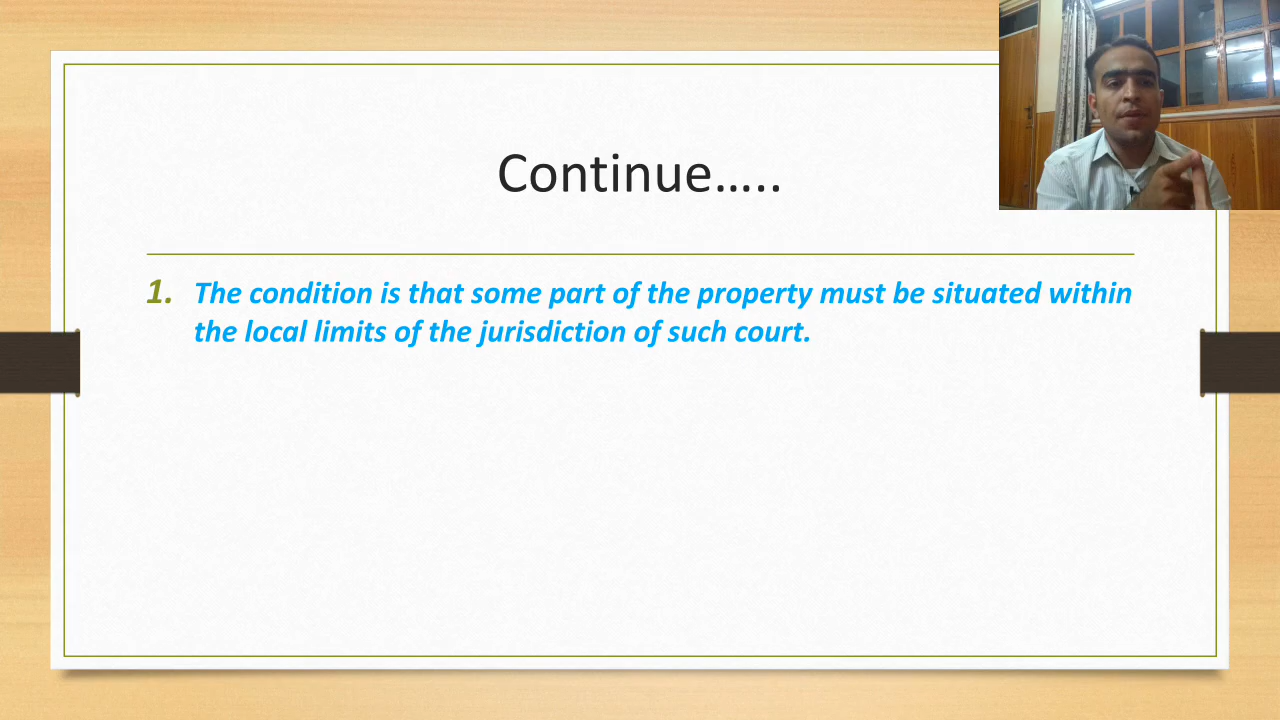 Continue…..
1. The condition is that some part of the property must be situated within
the local limits of the jurisdiction of such court.